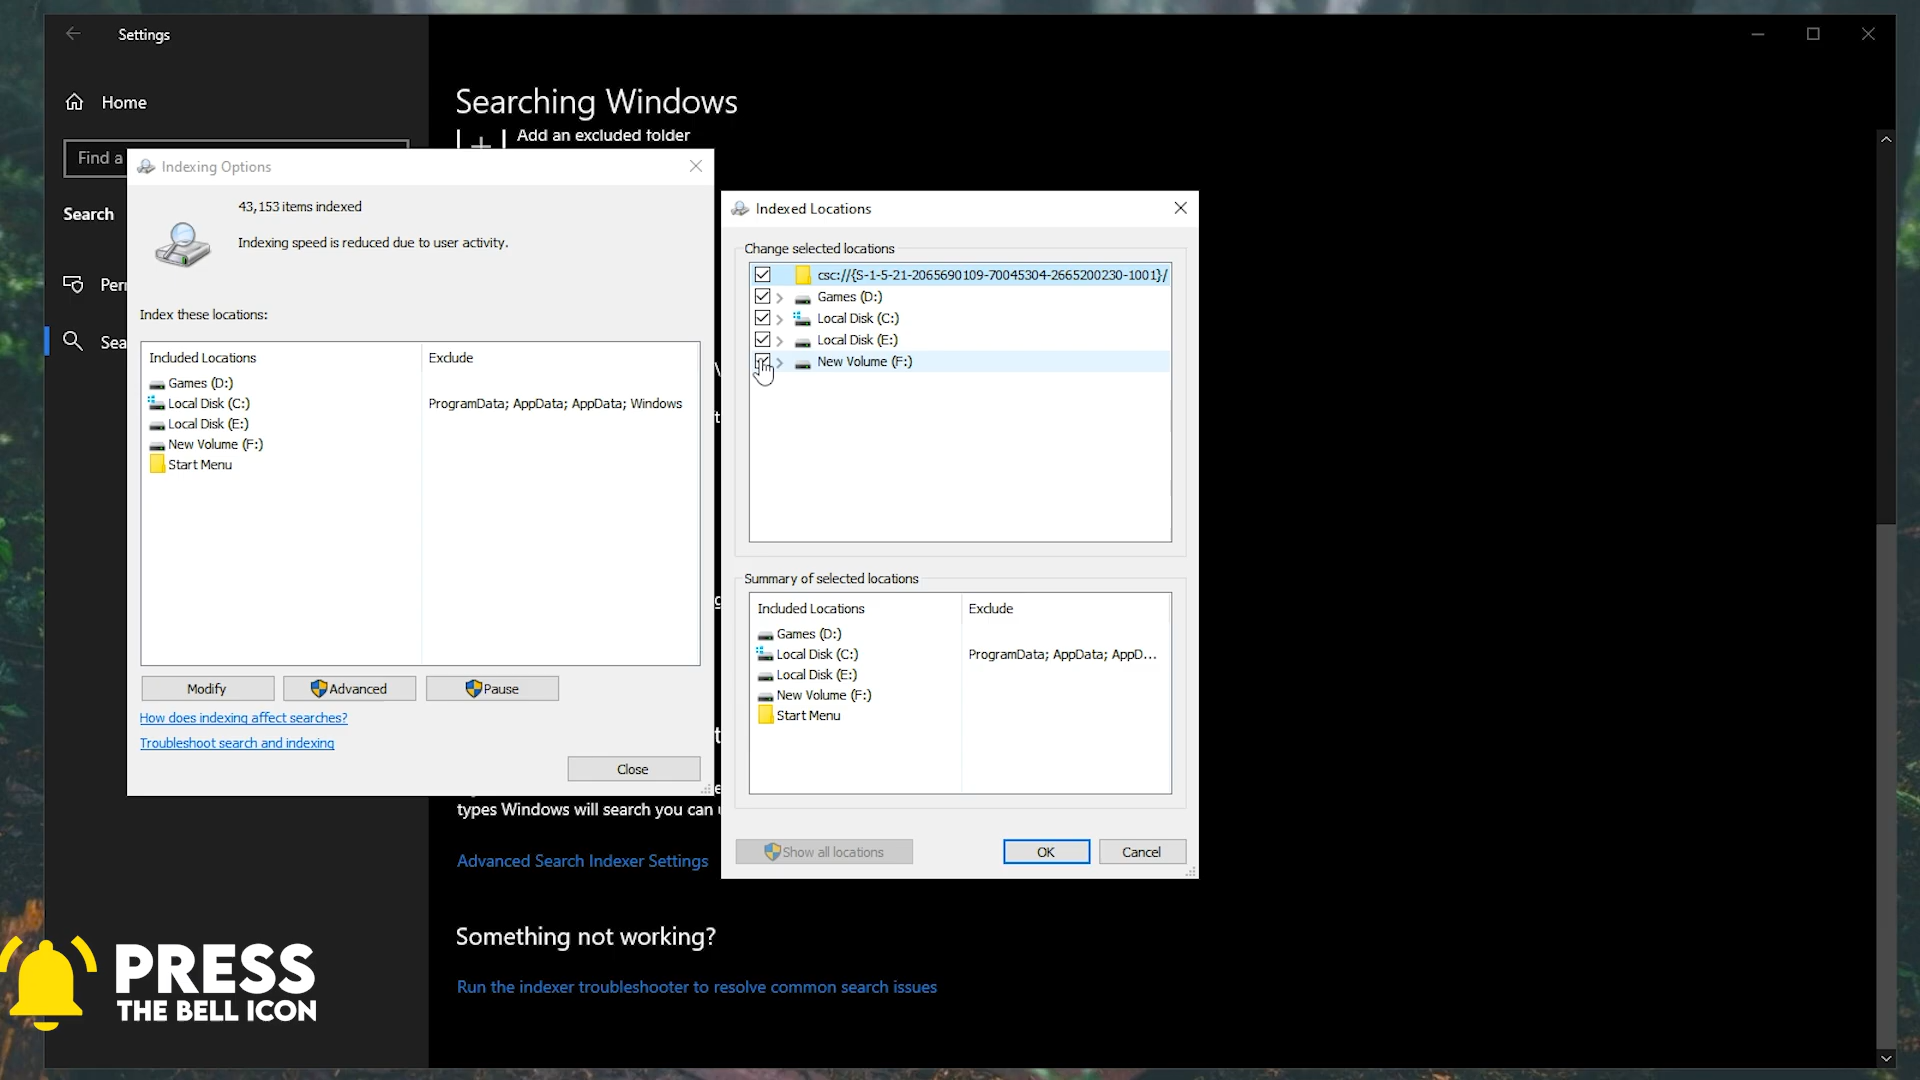 Settings
Home
Find a
Search
Sea
Searching Windows
Add an excluded folder
Indexing Options
43,153 items indexed
Indexing speed is reduced due to user activity.
Index these locations:
Included Locations
Exclude
Games (D:)
Local Disk (C:)
ProgramData; AppData; AppData; Windows
Local Disk (E:)
New Volume (F:)
Start Menu
Modify
Advanced
Pause
How does indexing affect searches?
Troubleshoot search and indexing
Close
Indexed Locations
Change selected locations
csc://{S-1-5-21-2065690109-70045304-2665200230-1001}/
Games (D:)
Local Disk (C:)
Local Disk (E:)
New Volume (F:)
Summary of selected locations
Included Locations
Exclude
Games (D:)
Local Disk (C:)
ProgramData; AppData; AppD...
Local Disk (E:)
New Volume (F:)
Start Menu
Show all locations
OK
Cancel
types Windows will search you can
Advanced Search Indexer Settings
Something not working?
Run the indexer troubleshooter to resolve common search issues
PRESS
THE BELL ICON